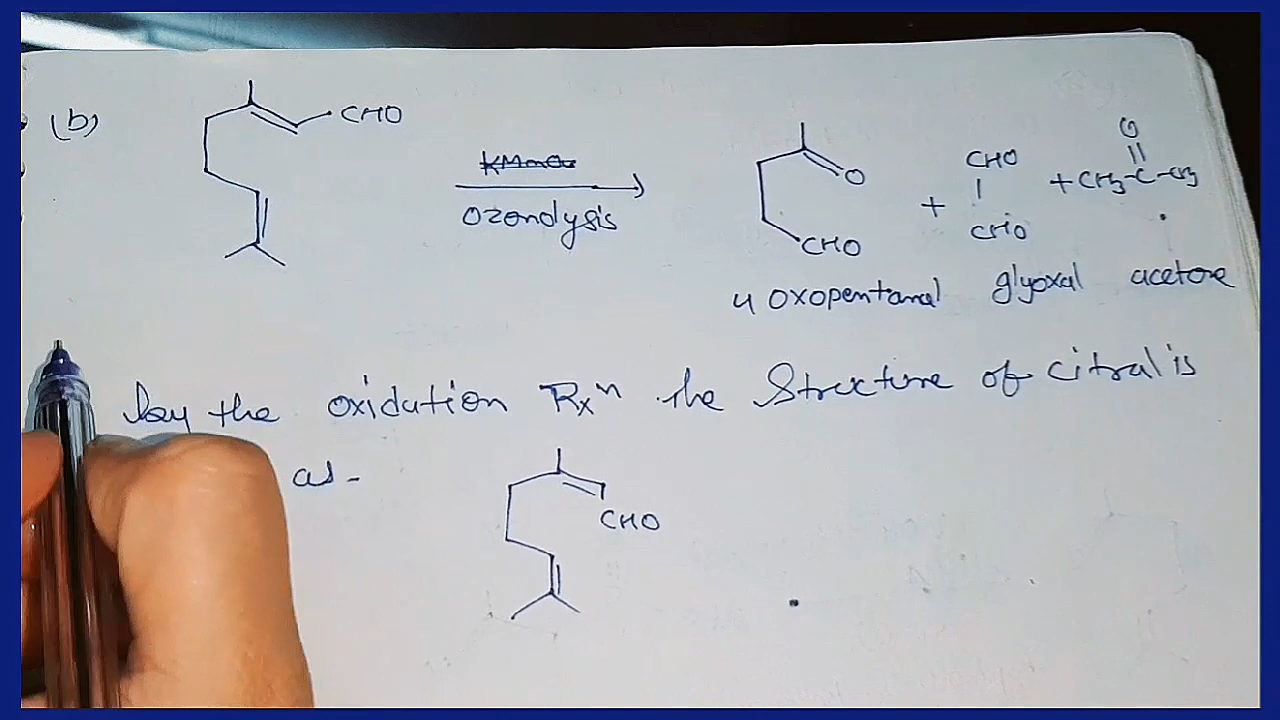 (b)
CHO
KMnO4
Ozonolysis
O
CHO
+
CHO
CHO
+ CH3-C-CH3
O
4 oxopentanal glyoxal acetone
by the oxidation Rxn the Structure of citral is
as -
CHO